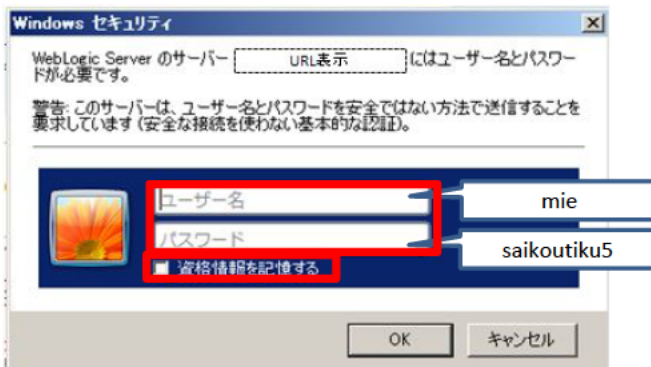 Windows セキュリティ
WebLogic Server のサーバー URL表示 にはユーザー名とパスワー
ドが必要です。
警告: このサーバーは、ユーザー名とパスワードを安全ではない方法で送信することを
要求しています (安全な接続を使わない基本的な認証)。
ユーザー名
mie
パスワード
saikoutiku5
資格情報を記憶する
OK
キャンセル